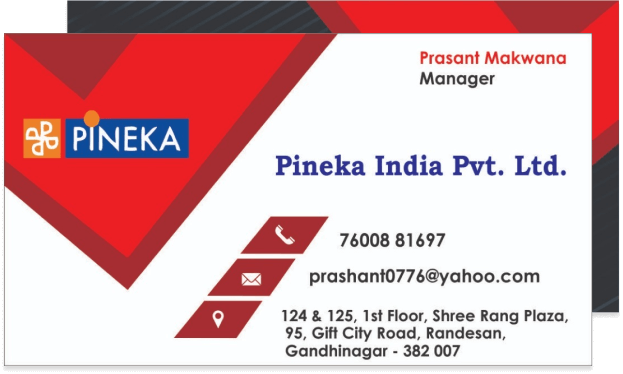 Prasant Makwana
Manager
PINEKA
Pineka India Pvt. Ltd.
76008 81697
prashant0776@yahoo.com
124 & 125, 1st Floor, Shree Rang Plaza,
95, Gift City Road, Randesan,
Gandhinagar - 382 007